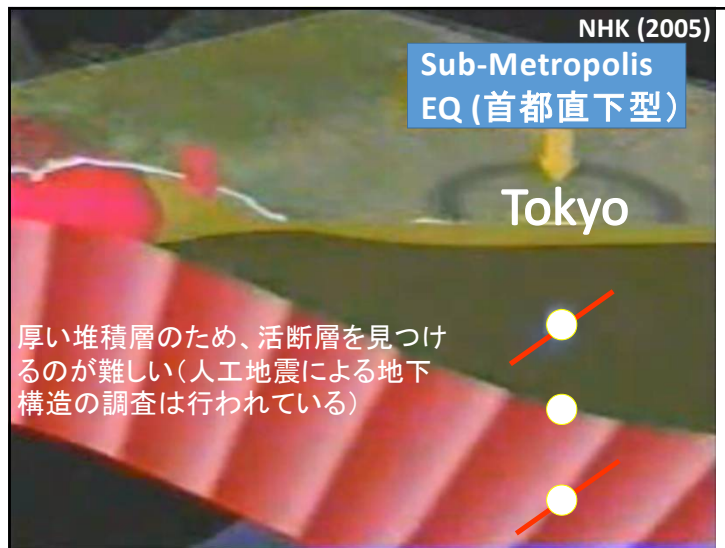 NHK (2005)
Sub-Metropolis
EQ (首都直下型）
Tokyo
厚い堆積層のため、活断層を見つけ
るのが難しい（人工地震による地下
構造の調査は行われている）